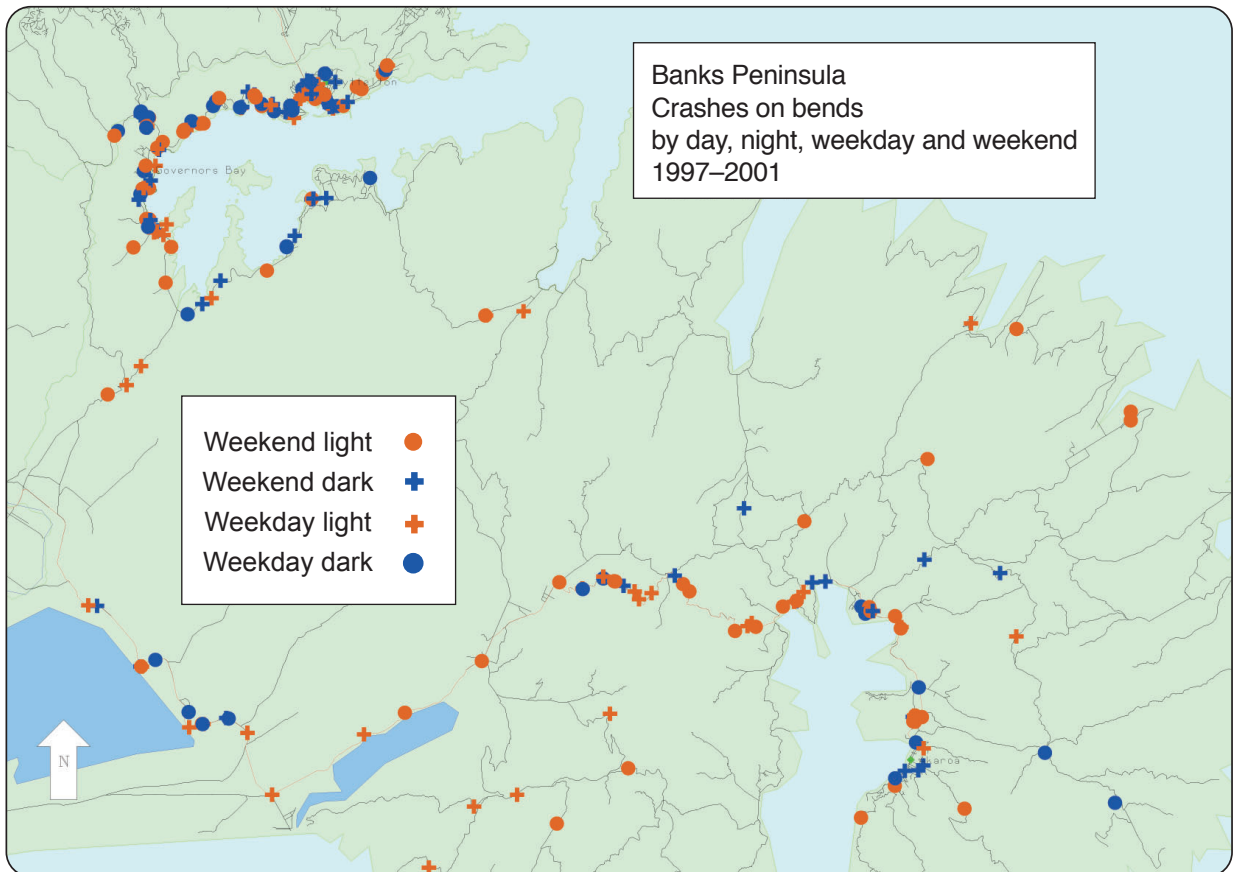 Banks Peninsula
Crashes on bends
by day, night, weekday and weekend
1997–2001
Governors Bay
Weekend light
Weekend dark
Weekday light
Weekday dark
N